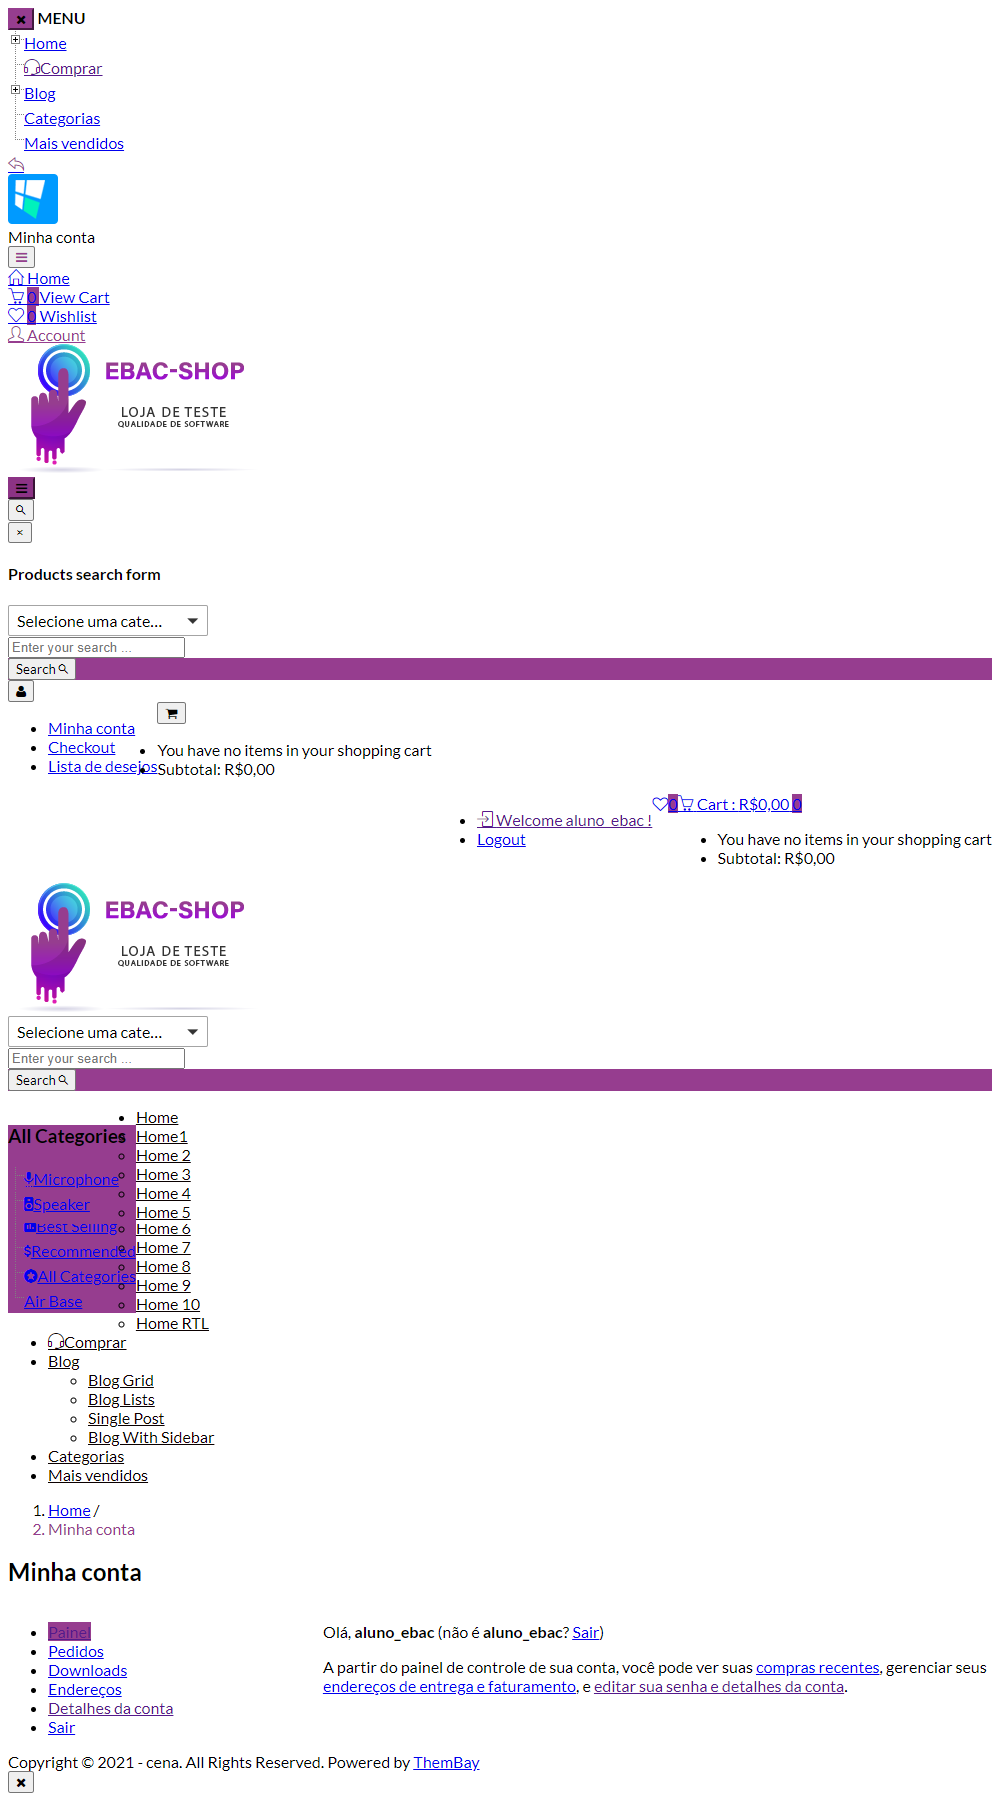 MENU
Home
Comprar
Blog
Categorias
Mais vendidos
Minha conta
Home
0 View Cart
0 Wishlist
Account
EBAC-SHOP
LOJA DE TESTE
QUALIDADE DE SOFTWARE
×
Products search form
Selecione uma cate...
Enter your search ...
Search
Minha conta
Checkout
Lista de desejos
You have no items in your shopping cart
Subtotal: R$0,00
Welcome aluno_ebac !
Logout
0 Cart : R$0,00 0
You have no items in your shopping cart
Subtotal: R$0,00
EBAC-SHOP
LOJA DE TESTE
QUALIDADE DE SOFTWARE
Selecione uma cate...
Enter your search ...
Search
All Categories
Microphone
Speaker
Best Selling
Recommended
All Categories
Air Base
Home
Home1
Home 2
Home 3
Home 4
Home 5
Home 6
Home 7
Home 8
Home 9
Home 10
Home RTL
Comprar
Blog
Blog Grid
Blog Lists
Single Post
Blog With Sidebar
Categorias
Mais vendidos
1. Home /
2. Minha conta
Minha conta
Painel
Pedidos
Downloads
Endereços
Detalhes da conta
Sair
Olá, aluno_ebac (não é aluno_ebac? Sair)
A partir do painel de controle de sua conta, você pode ver suas compras recentes, gerenciar seus
endereços de entrega e faturamento, e editar sua senha e detalhes da conta.
Copyright © 2021 - cena. All Rights Reserved. Powered by ThemBay